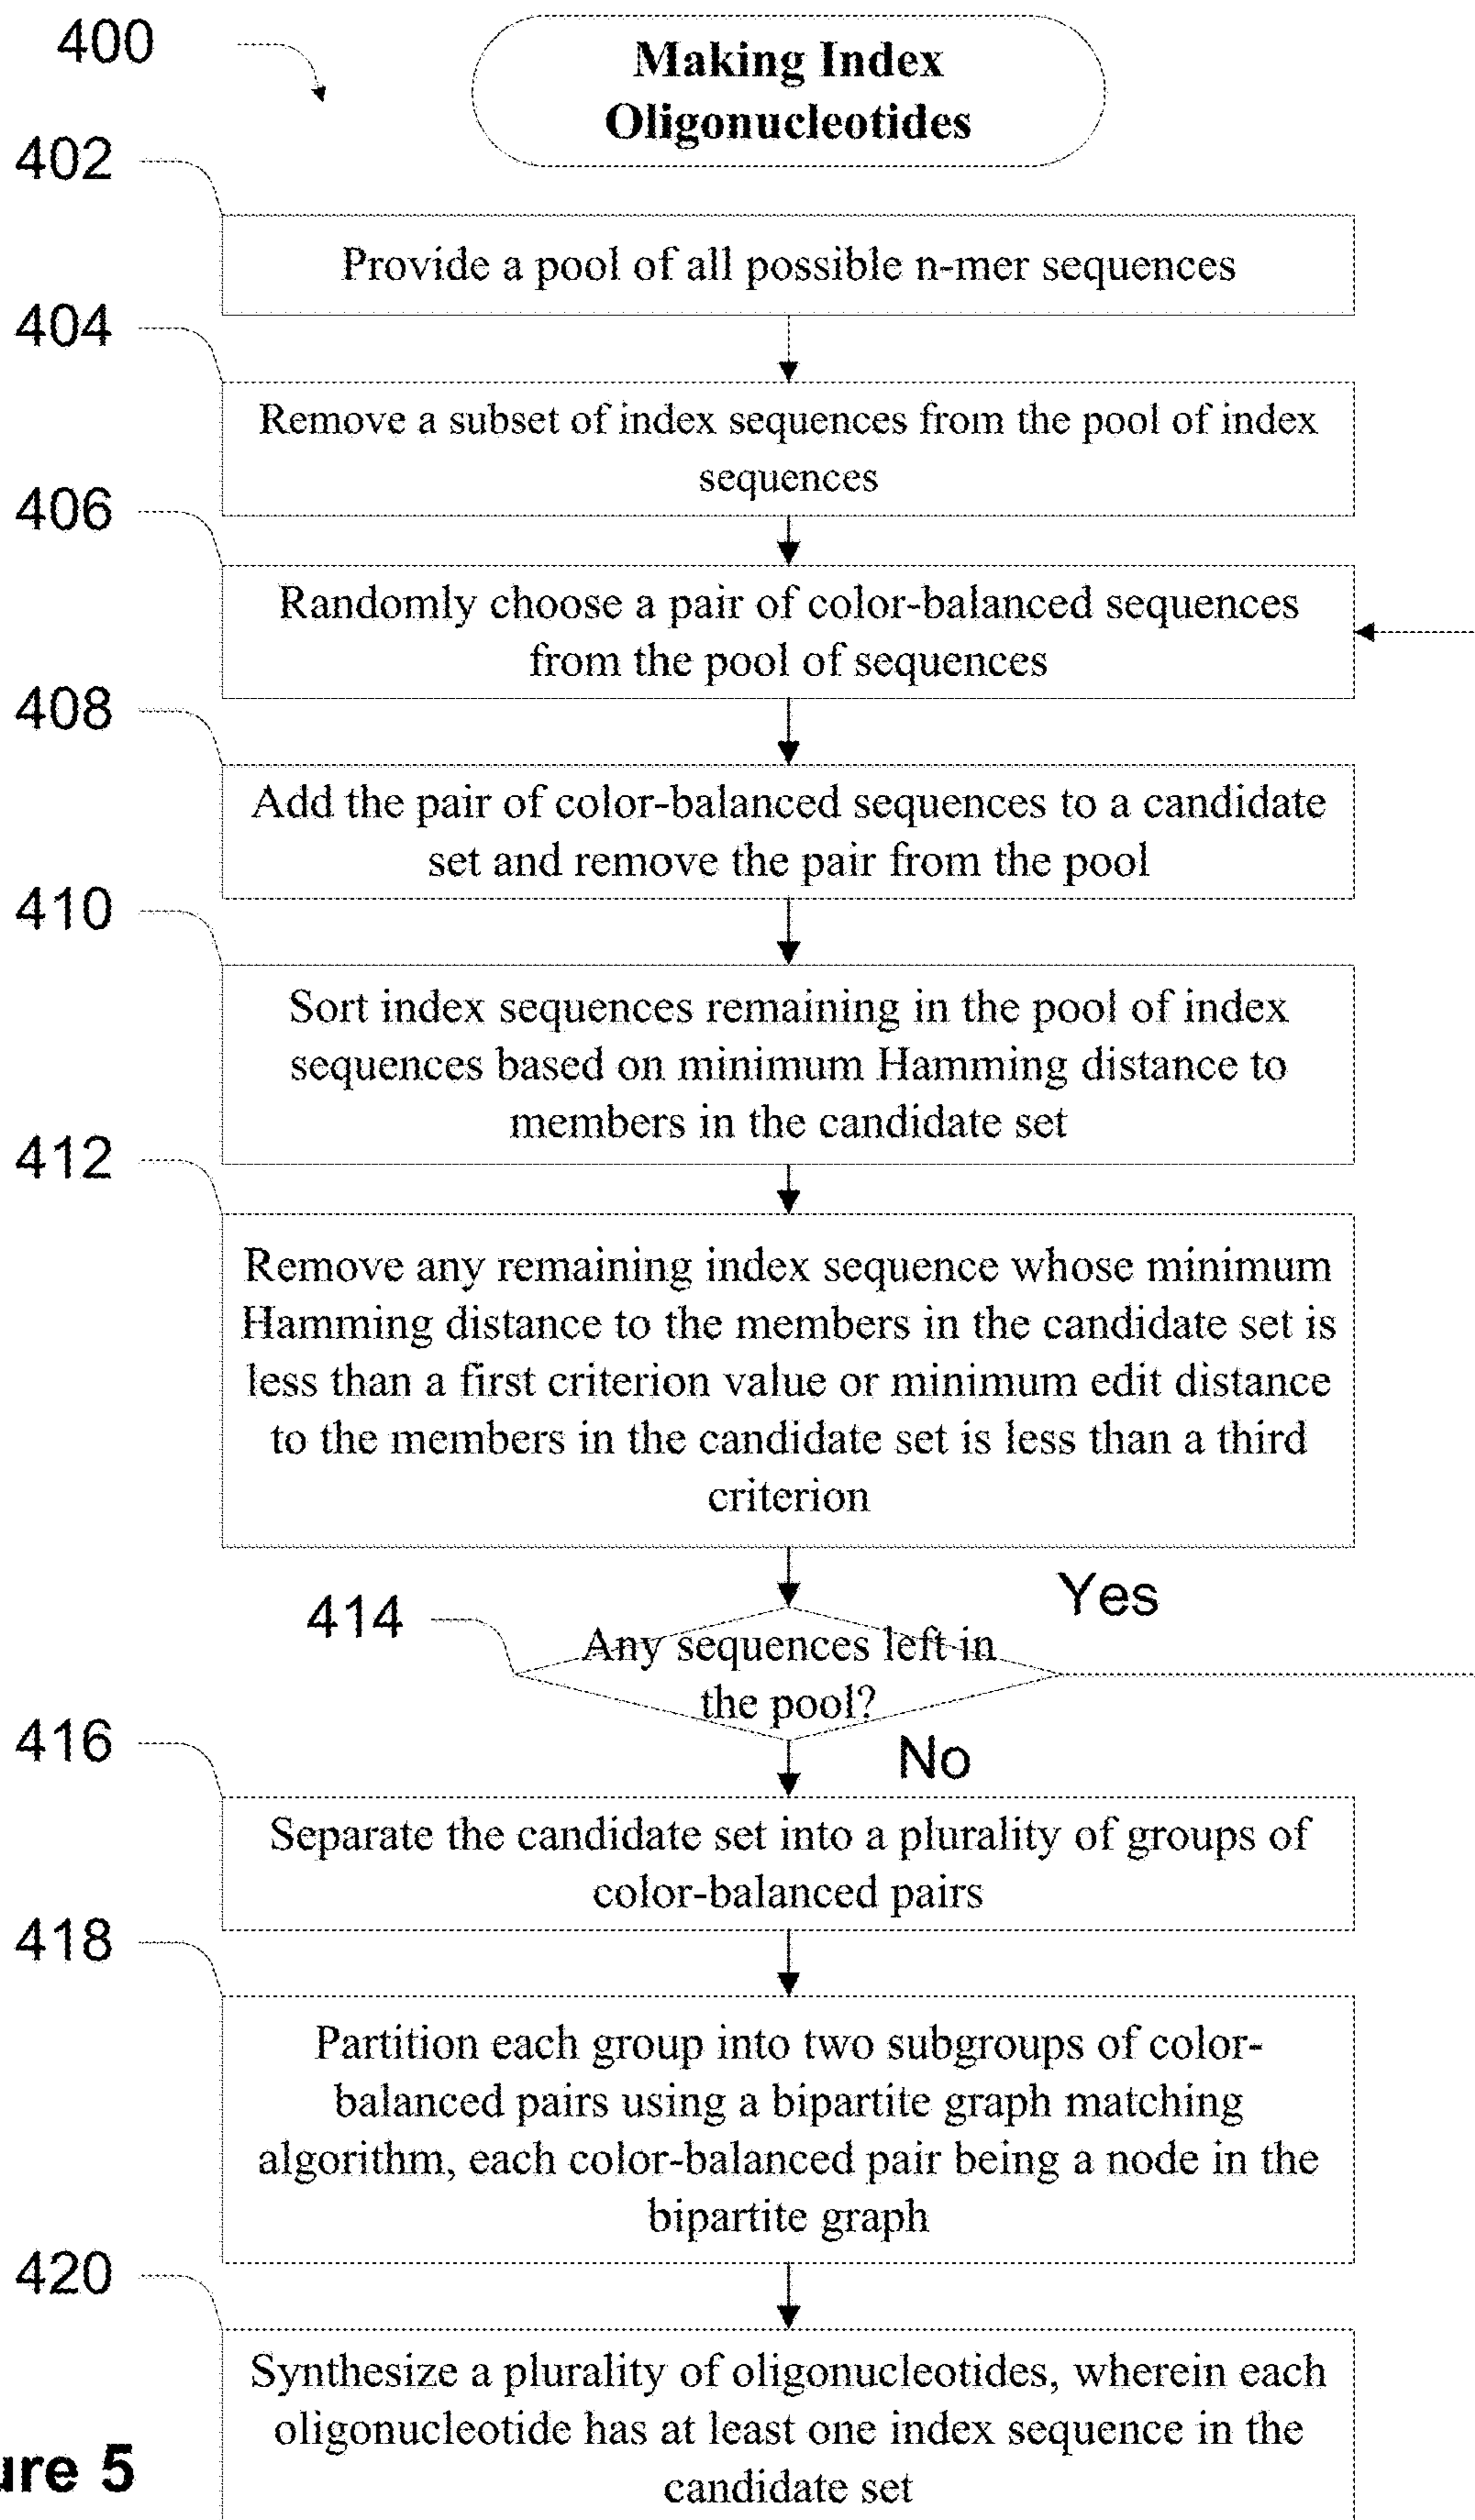 400
Making Index
Oligonucleotides
402
Provide a pool of all possible n-mer sequences
404
Remove a subset of index sequences from the pool of index
sequences
406
Randomly choose a pair of color-balanced sequences
from the pool of sequences
408
Add the pair of color-balanced sequences to a candidate
set and remove the pair from the pool
410
Sort index sequences remaining in the pool of index
sequences based on minimum Hamming distance to
members in the candidate set
412
Remove any remaining index sequence whose minimum
Hamming distance to the members in the candidate set is
less than a first criterion value or minimum edit distance
to the members in the candidate set is less than a third
criterion
414
Yes
Any sequences left in
the pool?
No
416
Separate the candidate set into a plurality of groups of
color-balanced pairs
418
Partition each group into two subgroups of color-
balanced pairs using a bipartite graph matching
algorithm, each color-balanced pair being a node in the
bipartite graph
420
Synthesize a plurality of oligonucleotides, wherein each
oligonucleotide has at least one index sequence in the
candidate set
ure 5